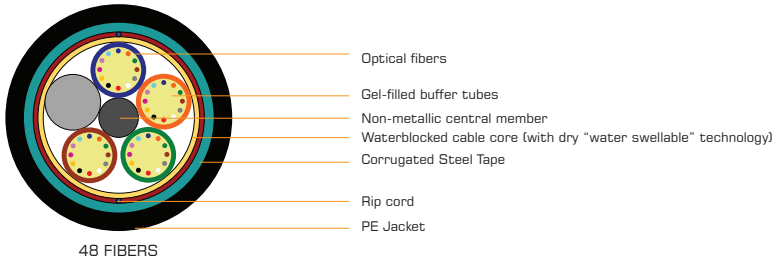 Optical fibers
Gel-filled buffer tubes
Non-metallic central member
Waterblocked cable core (with dry “water swellable” technology)
Corrugated Steel Tape
Rip cord
PE Jacket
48 FIBERS